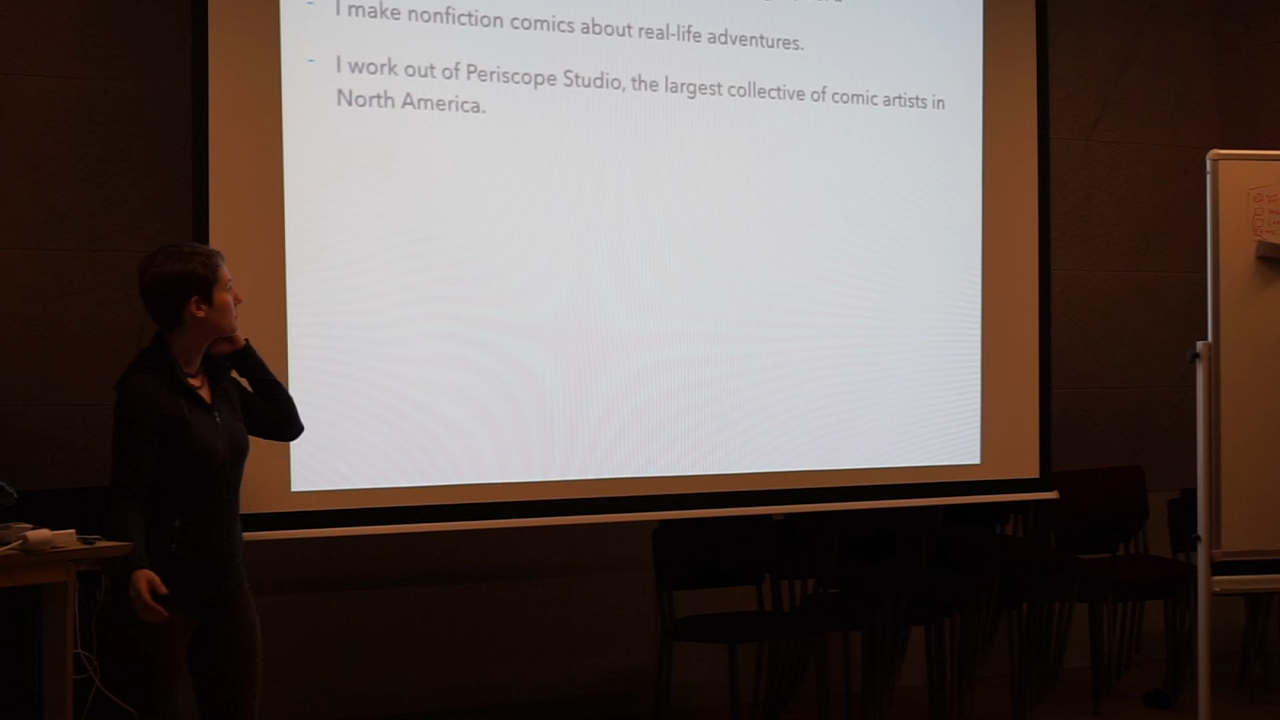 - I make nonfiction comics about real-life adventures.
- I work out of Periscope Studio, the largest collective of comic artists in
North America.